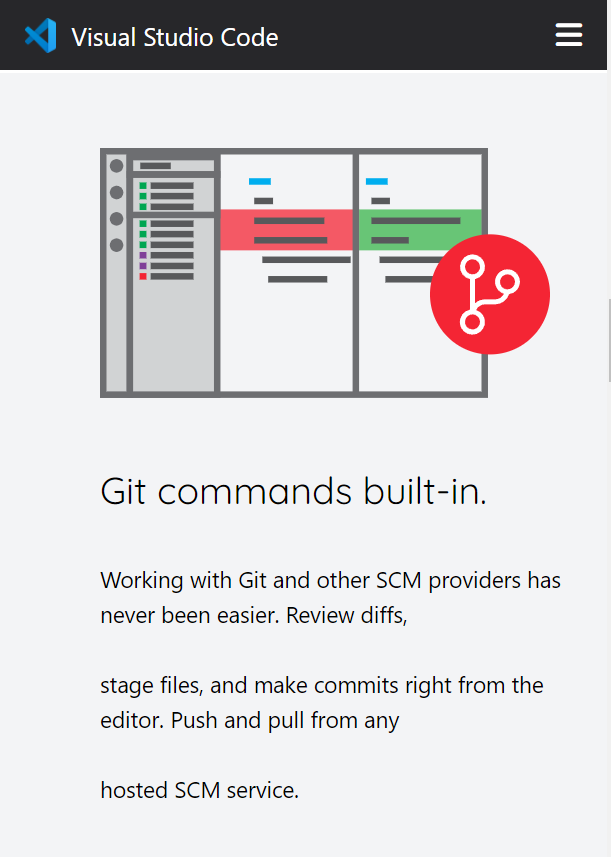 Visual Studio Code
Git commands built-in.
Working with Git and other SCM providers has
never been easier. Review diffs,
stage files, and make commits right from the
editor. Push and pull from any
hosted SCM service.